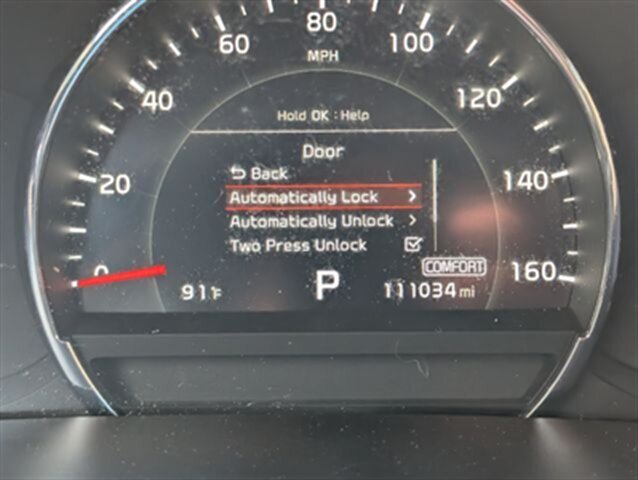 80
60
100
MPH
40
120
Hold OK : Help
Door
Back
20
Automatically Lock
140
Automatically Unlock
Two Press Unlock
COMFORT
0
160
91°F
P
111034 mi